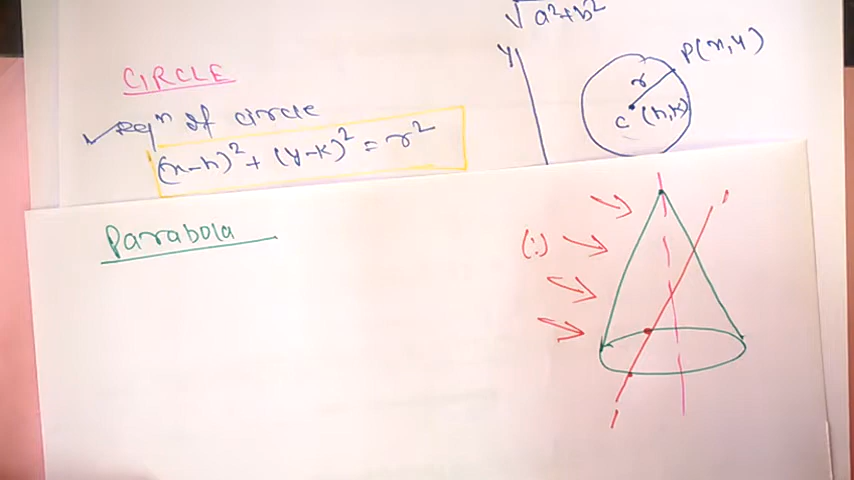 √a²+b²
CIRCLE
Y
P(x,y)
r
✓ eqⁿ of circle
C (h,k)
(x-h)² + (y-k)² = r²
Parabola
(i)